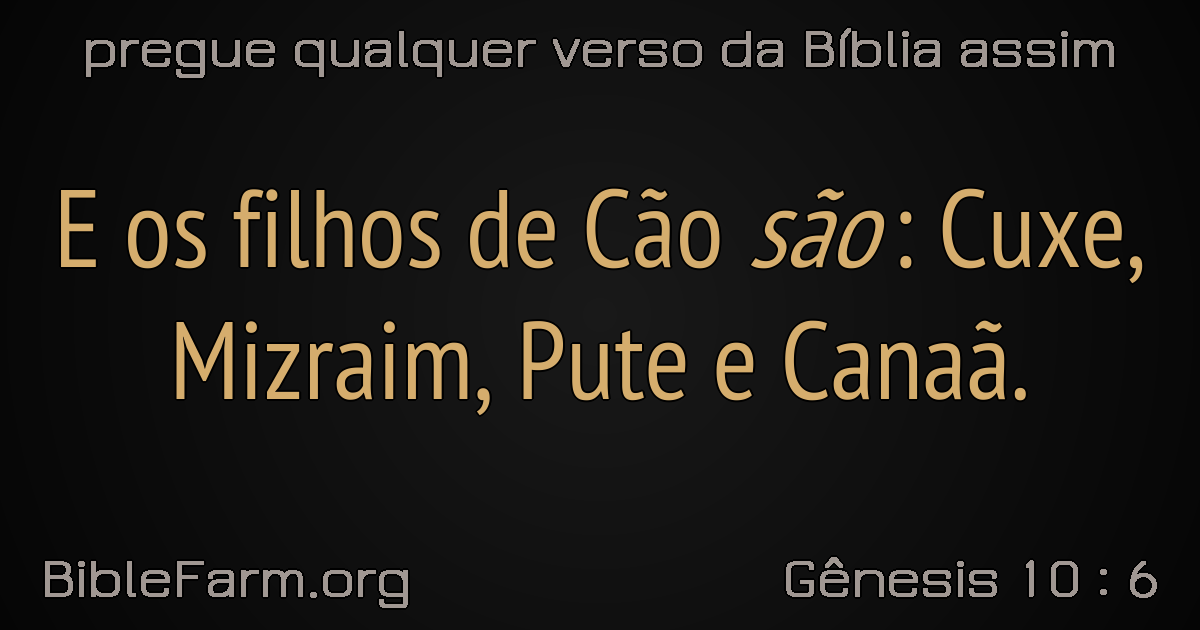 pregue qualquer verso da Bíblia assim
E os filhos de Cão são: Cuxe,
Mizraim, Pute e Canaã.
BibleFarm.org
Gênesis 10 : 6